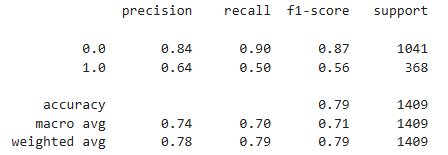 precision recall f1-score support
0.0 0.84 0.90 0.87 1041
1.0 0.64 0.50 0.56 368
accuracy 0.79 1409
macro avg 0.74 0.70 0.71 1409
weighted avg 0.78 0.79 0.79 1409